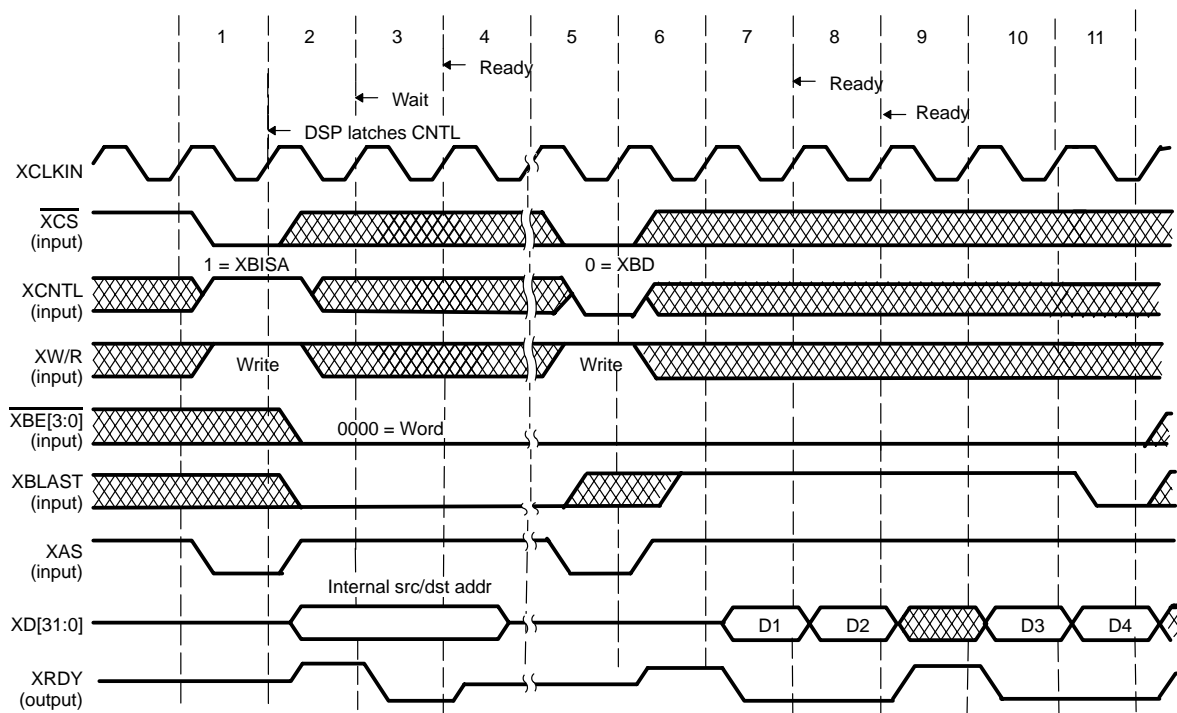 1 2 3 4 5 6 7 8 9 10 11
Ready
Ready
Wait
Ready
DSP latches CNTL
XCLKIN
XCS
(input)
1 = XBISA 0 = XBD
XCNTL
(input)
XW/R
(input)
Write Write
XBE[3:0]
(input)
0000 = Word
XBLAST
(input)
XAS
(input)
Internal src/dst addr
XD[31:0] D1 D2 D3 D4
XRDY
(output)